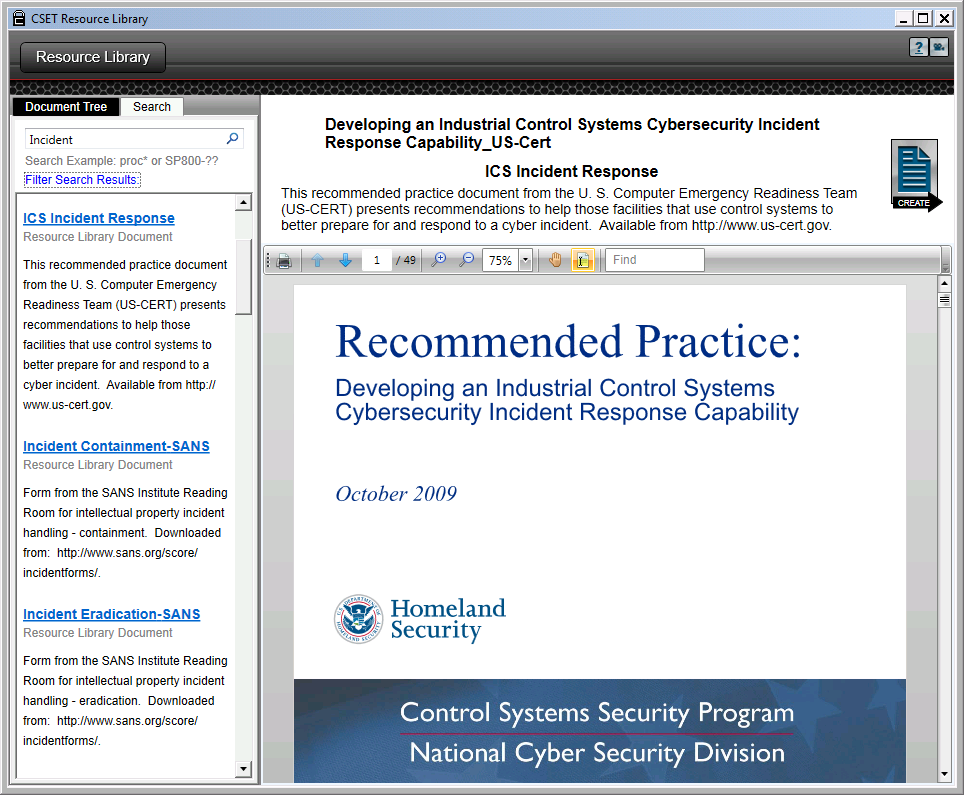 CSET Resource Library
Resource Library
?
Document Tree
Search
Incident
Search Example: proc* or SP800-??
Filter Search Results:
ICS Incident Response
Resource Library Document
This recommended practice document
from the U. S. Computer Emergency
Readiness Team (US-CERT) presents
recommendations to help those
facilities that use control systems to
better prepare for and respond to a
cyber incident.  Available from http://
www.us-cert.gov.
Incident Containment-SANS
Resource Library Document
Form from the SANS Institute Reading
Room for intellectual property incident
handling - containment.  Downloaded
from:  http://www.sans.org/score/
incidentforms/.
Incident Eradication-SANS
Resource Library Document
Form from the SANS Institute Reading
Room for intellectual property incident
handling - eradication.  Downloaded
from:  http://www.sans.org/score/
incidentforms/.
Developing an Industrial Control Systems Cybersecurity Incident
Response Capability_US-Cert
ICS Incident Response
This recommended practice document from the U. S. Computer Emergency Readiness Team
(US-CERT) presents recommendations to help those facilities that use control systems to
better prepare for and respond to a cyber incident.  Available from http://www.us-cert.gov.
CREATE
1 / 49 75% Find
Recommended Practice:
Developing an Industrial Control Systems
Cybersecurity Incident Response Capability
October 2009
Homeland
Security
Control Systems Security Program
National Cyber Security Division